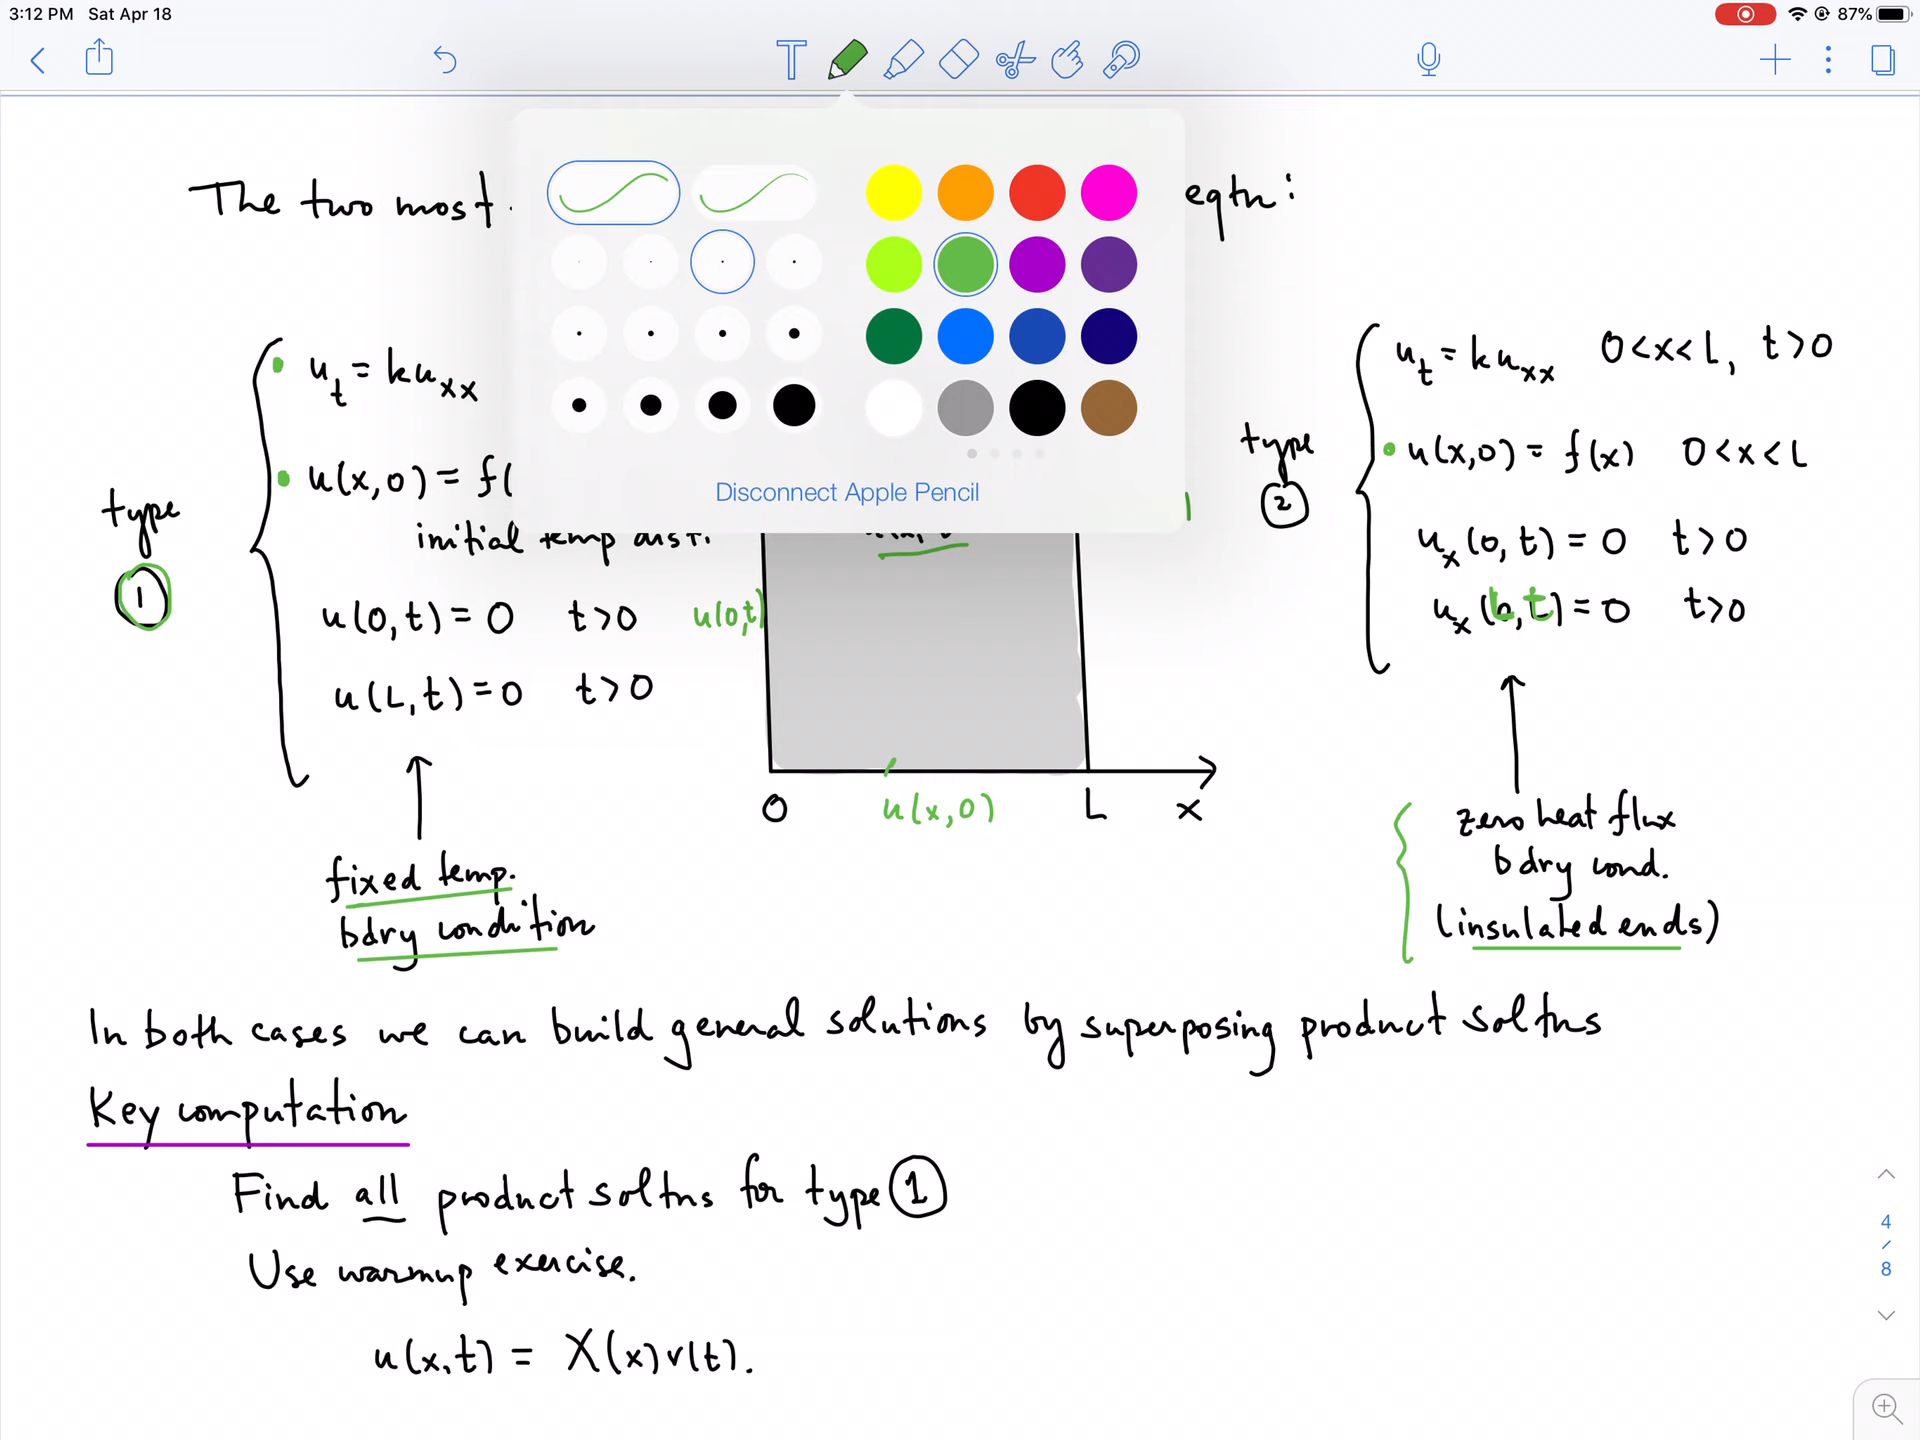 3:12 PM Sat Apr 18
87%
The two most
eqtn:
Disconnect Apple Pencil
type
1
u_t = k u_xx
u(x,0) = f(
initial temp dist.
u(0,t) = 0 t>0
u(L,t) = 0 t>0
fixed temp.
bdry condition
u(0,t)
O
u(x,0)
L
x
type
2
u_t = k u_xx 0<x<L, t>0
u(x,0) = f(x) 0<x<L
u_x(0,t) = 0 t>0
u_x(L,t) = 0 t>0
zero heat flux
bdry cond.
(insulated ends)
In both cases we can build general solutions by superposing product soltns
Key computation
Find all product soltns for type 1
Use warmup exercise.
u(x,t) = X(x)v(t).
4
/
8